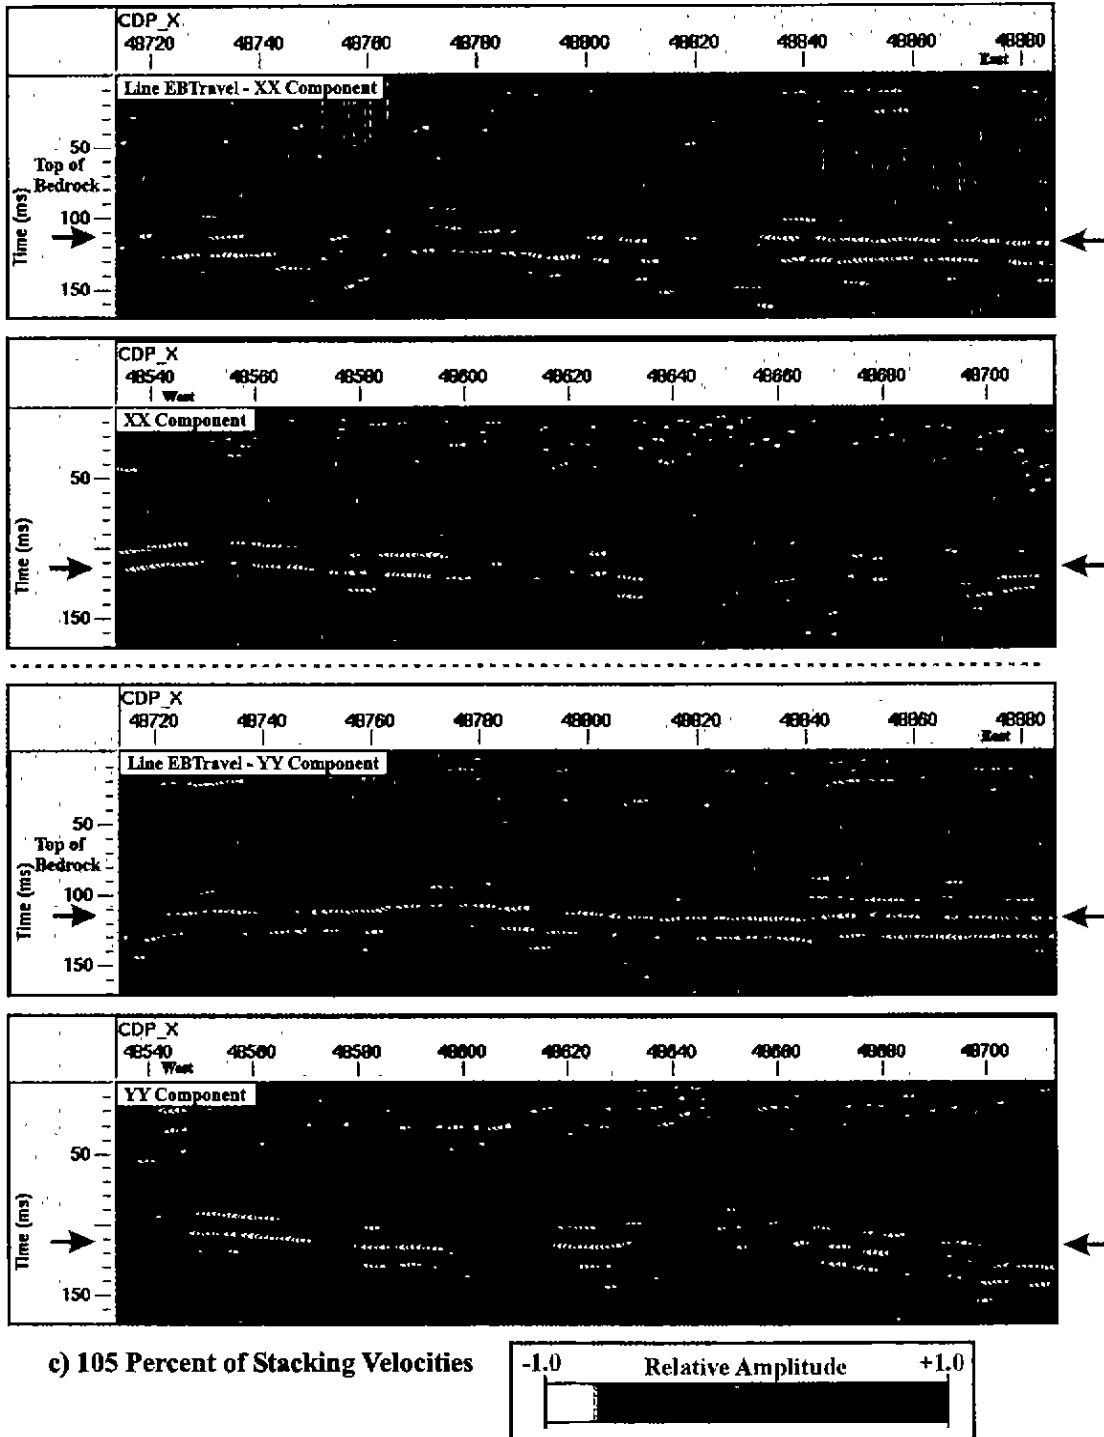 CDP_X
48720 48740 48760 48780 48800 48820 48840 48860 48880
East
Line EBTravel - XX Component
50
Top of
Bedrock
100
150
Time (ms)
CDP_X
48540 48560 48580 48600 48620 48640 48660 48680 48700
West
XX Component
50
150
Time (ms)
CDP_X
48720 48740 48760 48780 48800 48820 48840 48860 48880
East
Line EBTravel - YY Component
50
Top of
Bedrock
100
150
Time (ms)
CDP_X
48540 48560 48580 48600 48620 48640 48660 48680 48700
West
YY Component
50
150
Time (ms)
c) 105 Percent of Stacking Velocities
-1.0 Relative Amplitude +1.0